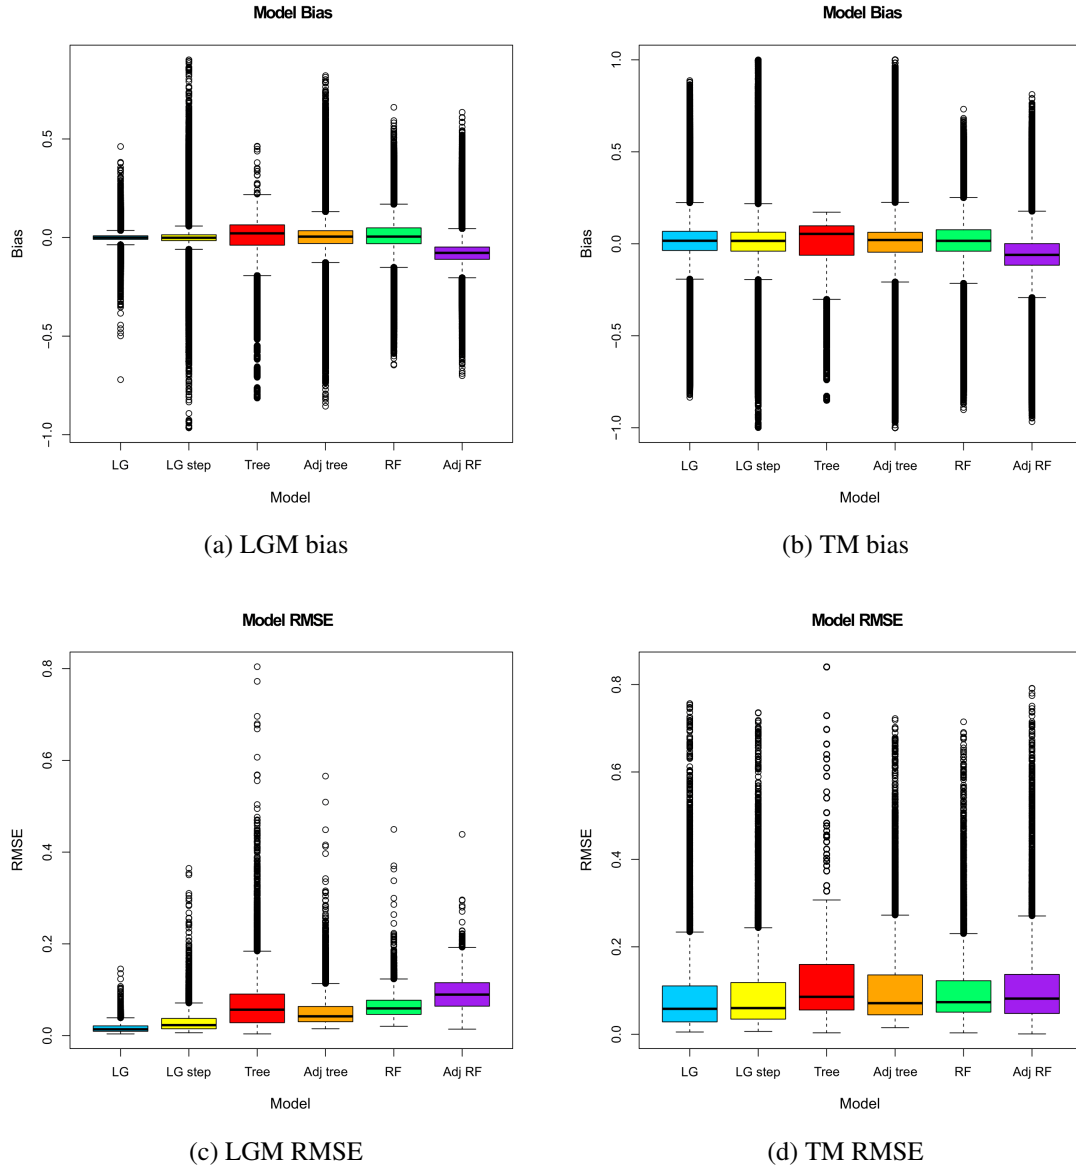 Model Bias
Bias
0.5
0.0
−0.5
−1.0
LG LG step Tree Adj tree RF Adj RF
Model
(a) LGM bias
Model Bias
Bias
1.0
0.5
0.0
−0.5
−1.0
LG LG step Tree Adj tree RF Adj RF
Model
(b) TM bias
Model RMSE
RMSE
0.8
0.6
0.4
0.2
0.0
LG LG step Tree Adj tree RF Adj RF
Model
(c) LGM RMSE
Model RMSE
RMSE
0.8
0.6
0.4
0.2
0.0
LG LG step Tree Adj tree RF Adj RF
Model
(d) TM RMSE